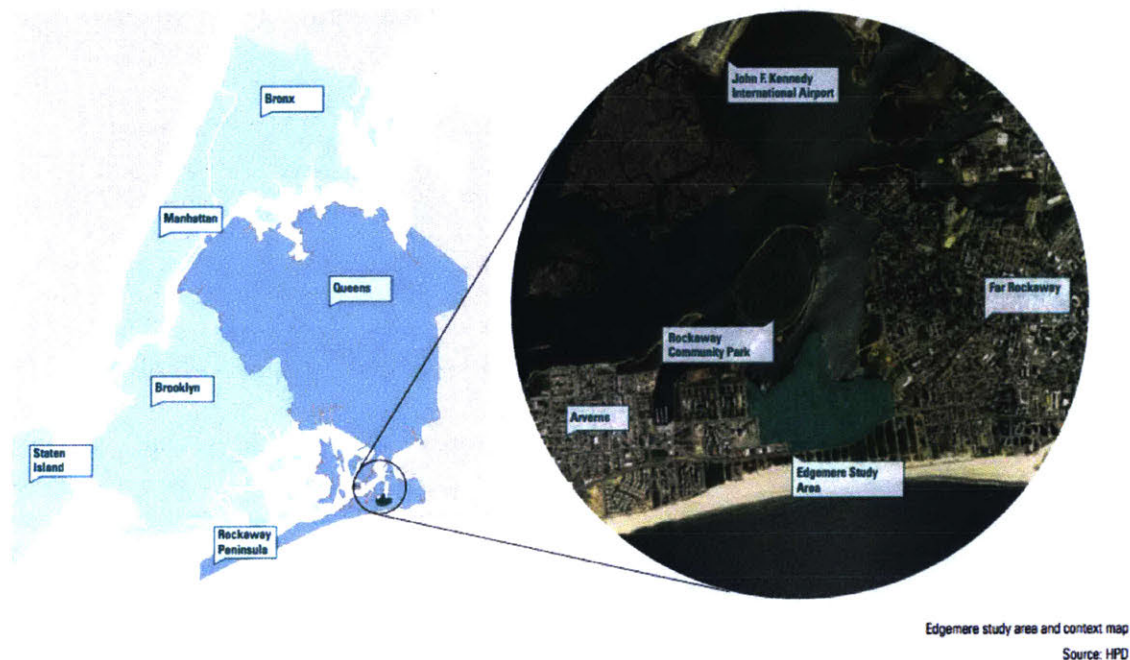 Bronx
Manhattan
Queens
Brooklyn
Staten
Island
Rockaway
Peninsula
John F. Kennedy
International Airport
Far Rockaway
Rockaway
Community Park
Arverne
Edgemere Study
Area
Edgemere study area and context map
Source: HPD